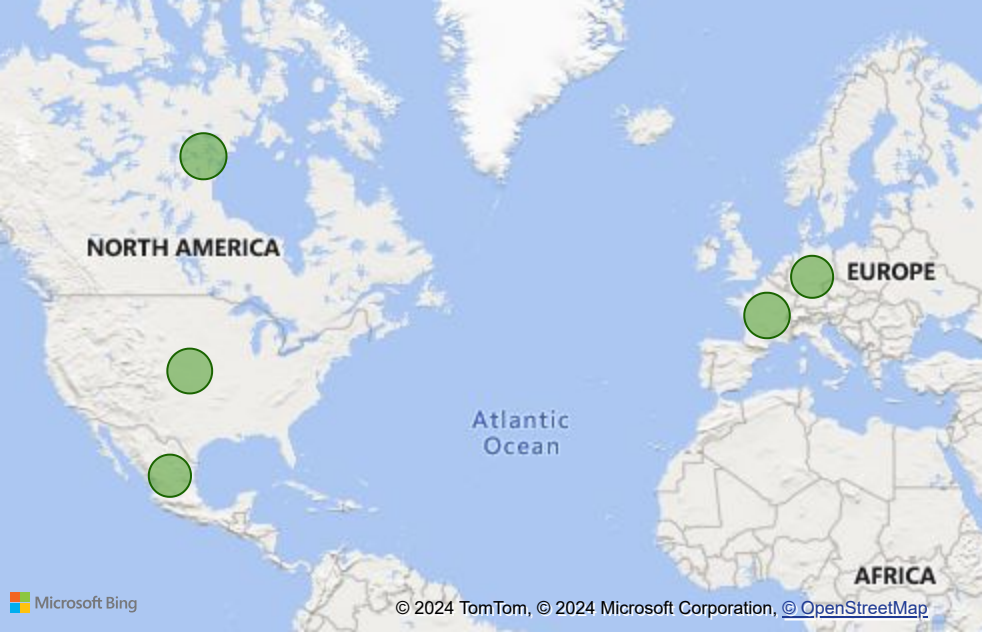 NORTH AMERICA
EUROPE
Atlantic
Ocean
AFRICA
Microsoft Bing
© 2024 TomTom, © 2024 Microsoft Corporation, © OpenStreetMap